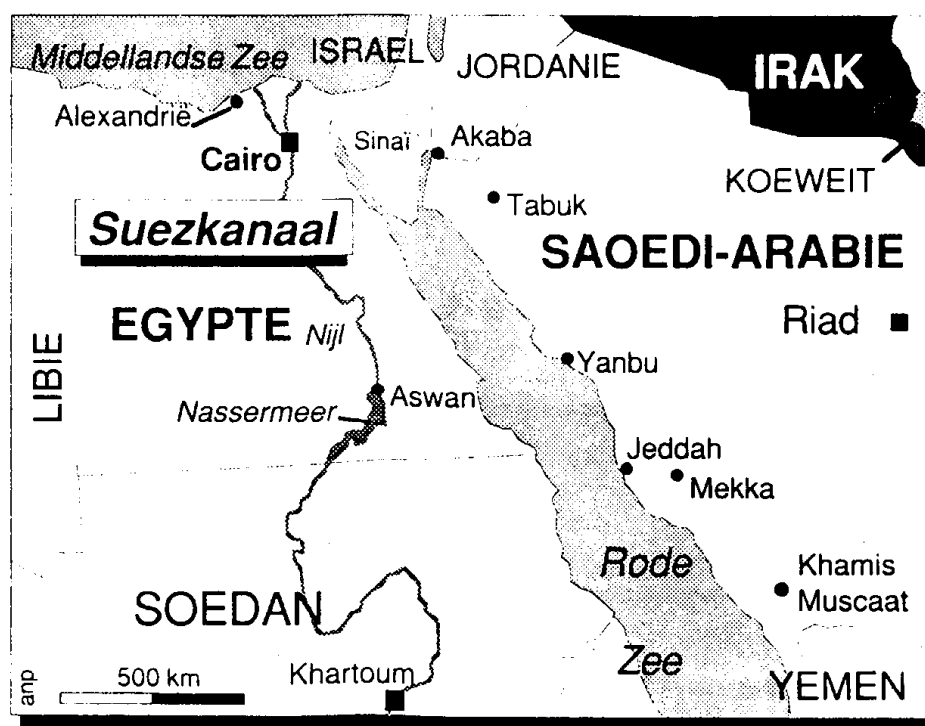 Middellandse Zee
ISRAEL
JORDANIE
IRAK
Alexandrië
Sinaï
Akaba
Cairo
KOEWEIT
Tabuk
Suezkanaal
SAOEDI-ARABIE
EGYPTE
Nijl
Riad
LIBIE
Yanbu
Aswan
Nassermeer
Jeddah
Mekka
Rode
Zee
Khamis
Muscaat
SOEDAN
Khartoum
YEMEN
500 km
anp